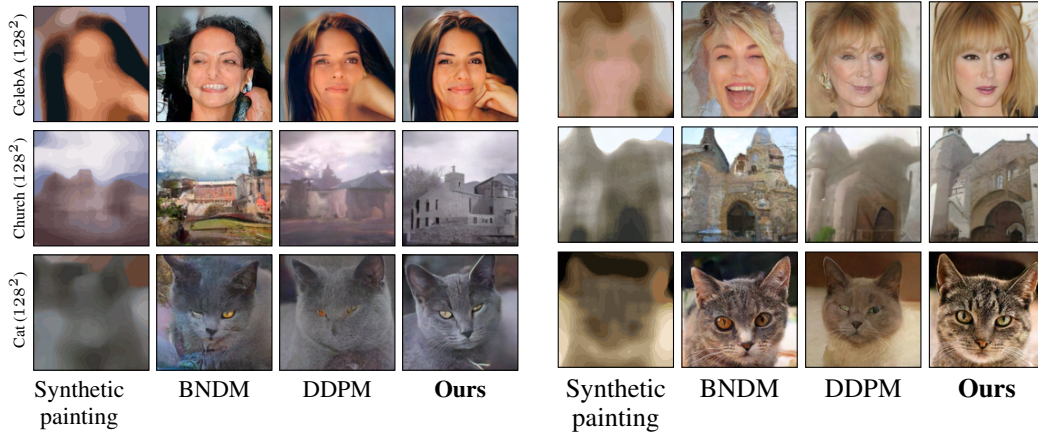 CelebA (128²)
Church (128²)
Cat (128²)
Synthetic painting
BNDM
DDPM
Ours
Synthetic painting
BNDM
DDPM
Ours